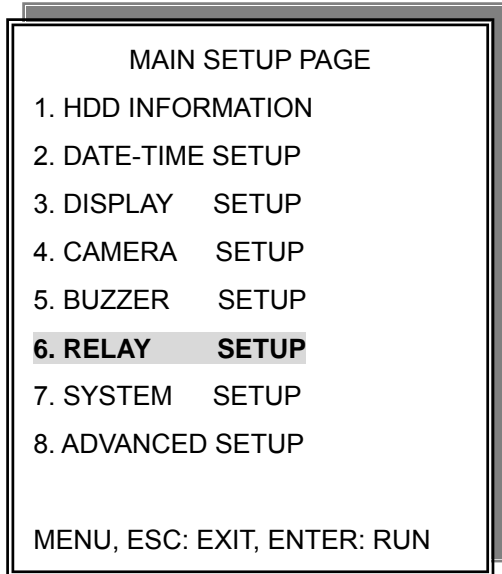 MAIN SETUP PAGE
1. HDD INFORMATION
2. DATE-TIME SETUP
3. DISPLAY SETUP
4. CAMERA SETUP
5. BUZZER SETUP
6. RELAY SETUP
7. SYSTEM SETUP
8. ADVANCED SETUP
MENU, ESC: EXIT, ENTER: RUN